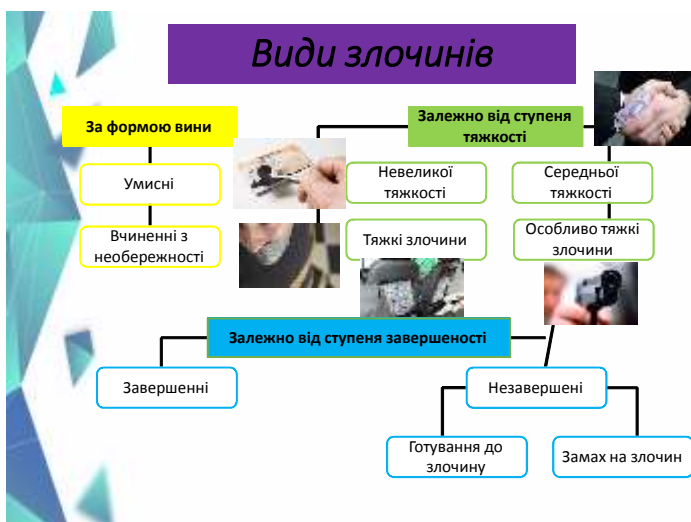 Види злочинів
За формою вини
Умисні
Вчиненні з
необережності
Залежно від ступеня
тяжкості
Невеликої
тяжкості
Середньої
тяжкості
Тяжкі злочини
Особливо тяжкі
злочини
Залежно від ступеня завершеності
Завершенні
Незавершені
Готування до
злочину
Замах на злочин